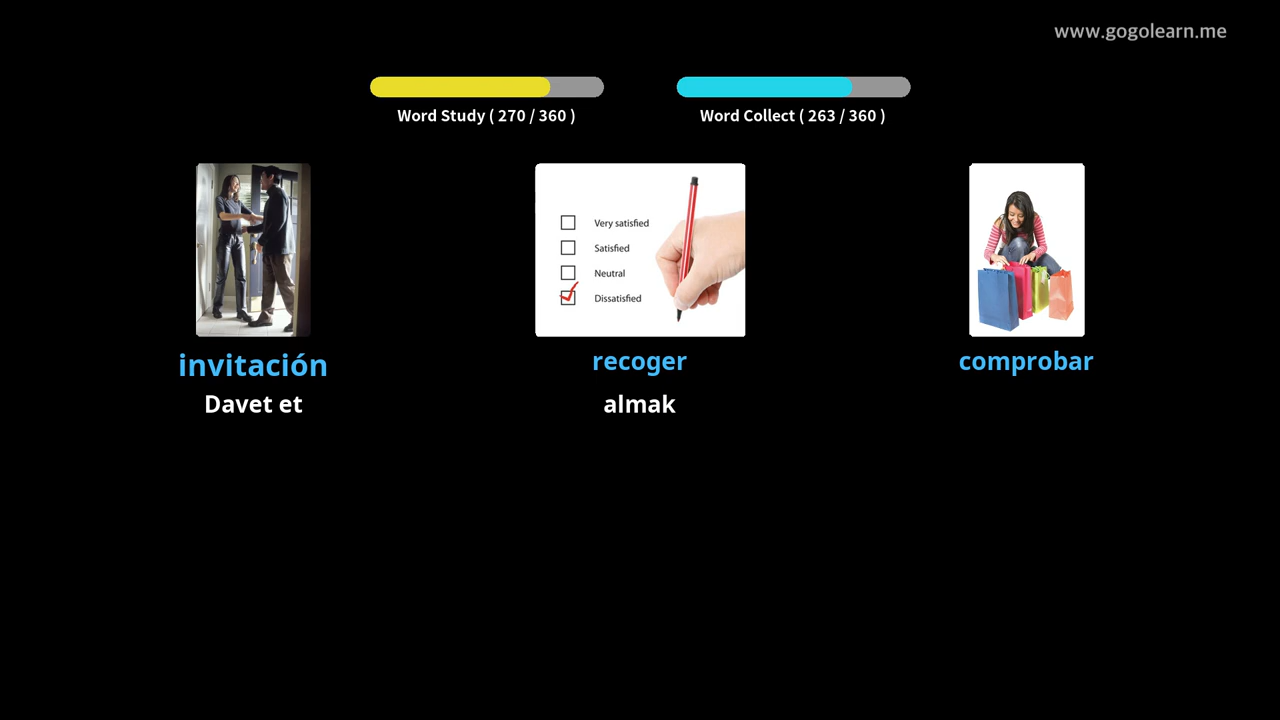 www.gogolearn.me
Word Study ( 270 / 360 )
Word Collect ( 263 / 360 )
Very satisfied
Satisfied
Neutral
Dissatisfied
invitación
recoger
comprobar
Davet et
almak